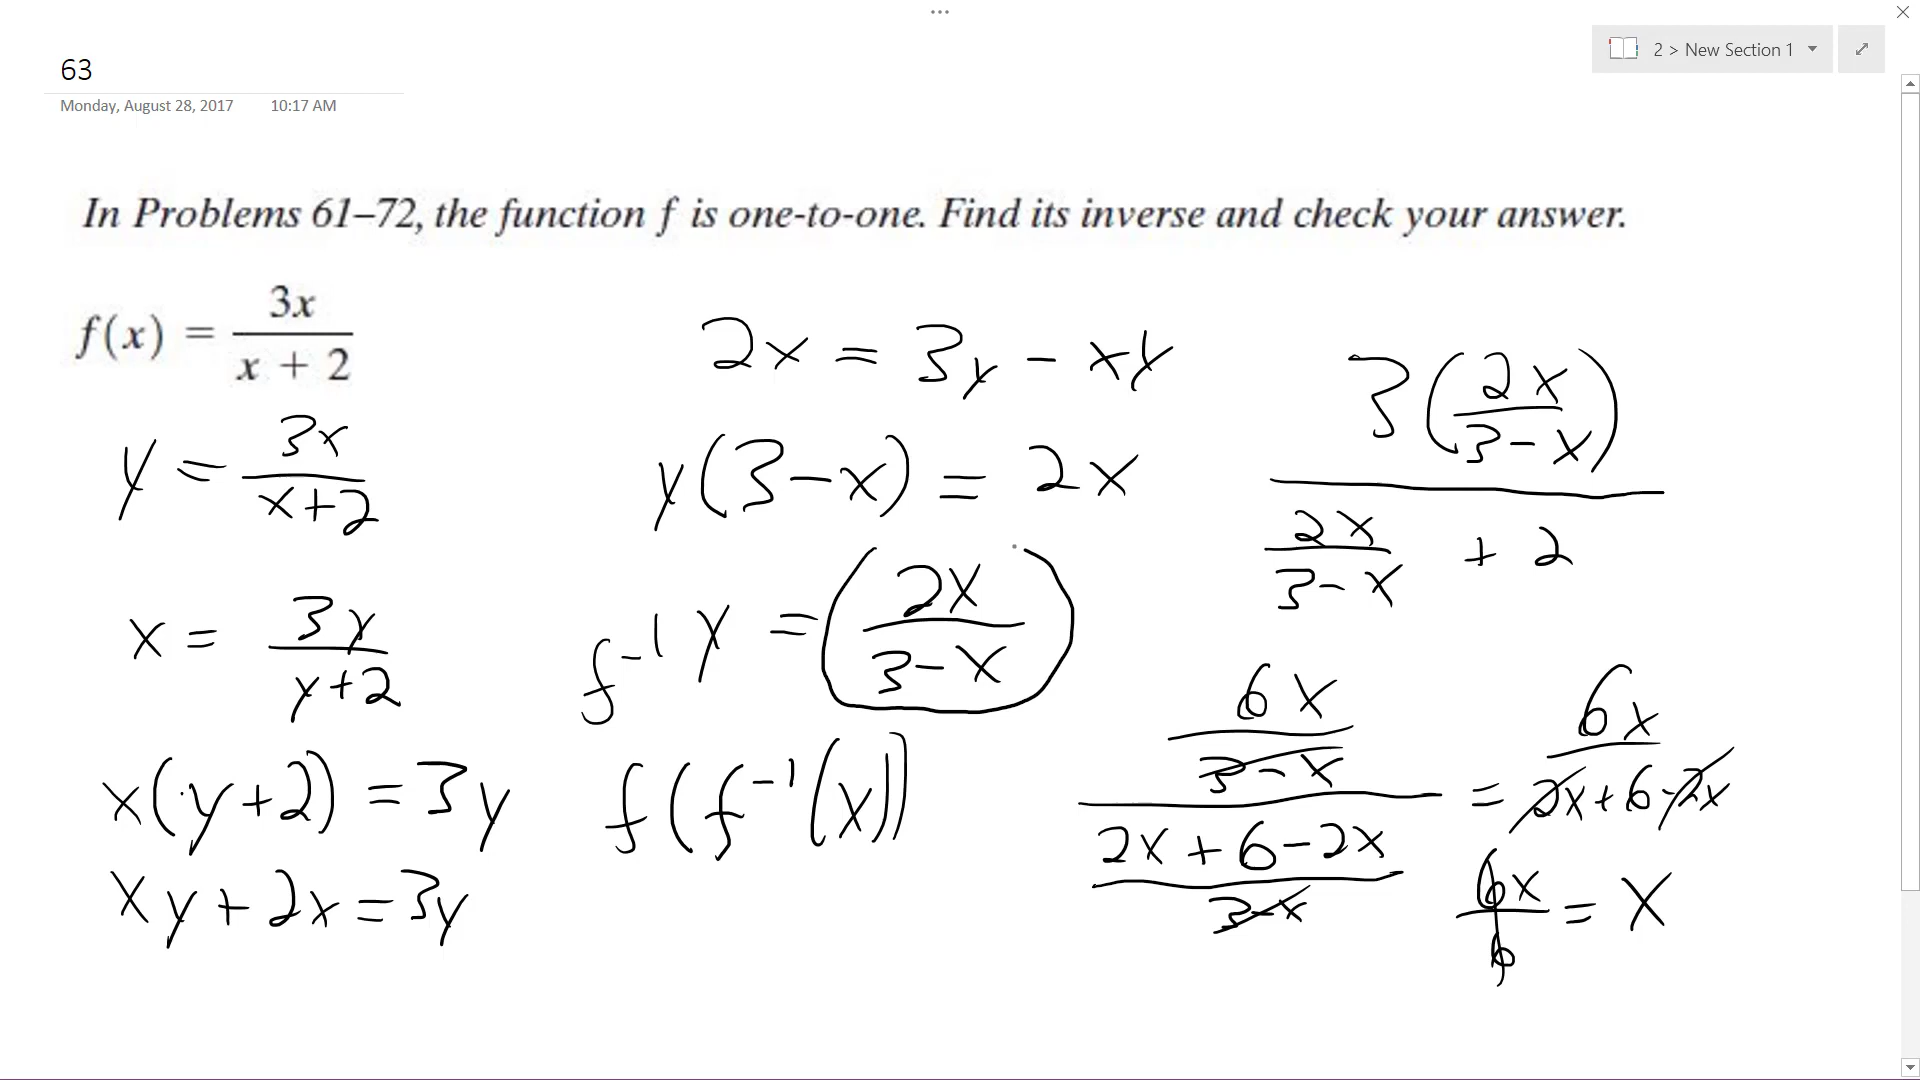 ...
63
Monday, August 28, 2017 10:17 AM
2 > New Section 1
In Problems 61–72, the function f is one-to-one. Find its inverse and check your answer.
f(x) = 3x / x + 2
y = 3x / x+2
x = 3y / y+2
x(y+2) = 3y
xy + 2x = 3y
2x = 3y - xy
y(3-x) = 2x
f^-1 y = (2x / 3-x)
f(f^-1(x))
3(2x / 3-x) / 2x / 3-x + 2
6x / 3-x / 2x + 6 - 2x / 3-x = 6x / 2x+6-2x
6x / 6 = x